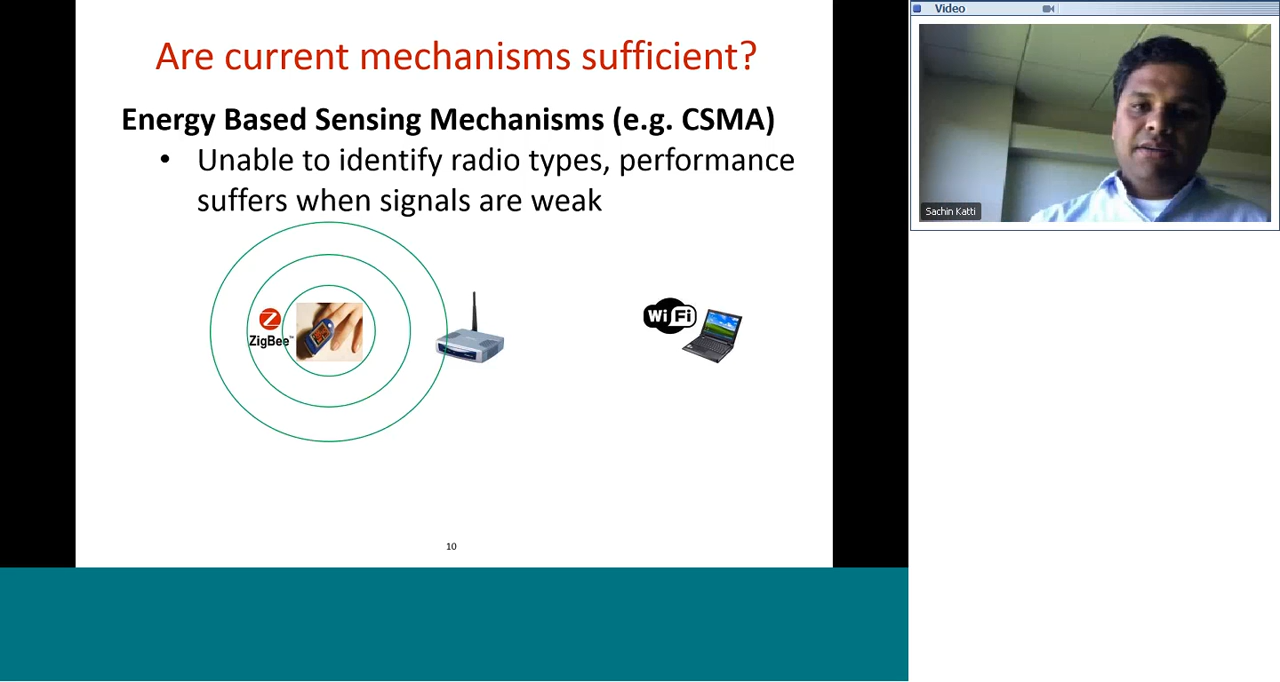 Are current mechanisms sufficient?
Energy Based Sensing Mechanisms (e.g. CSMA)
• Unable to identify radio types, performance
suffers when signals are weak
ZigBee™
Wi Fi
10
Video
Sachin Katti